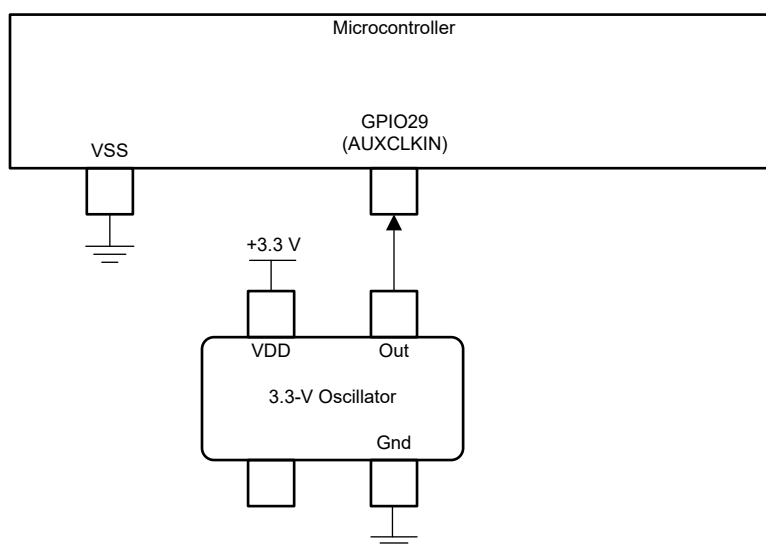 Microcontroller
GPIO29
(AUXCLKIN)
VSS
+3.3 V
VDD
Out
3.3-V Oscillator
Gnd